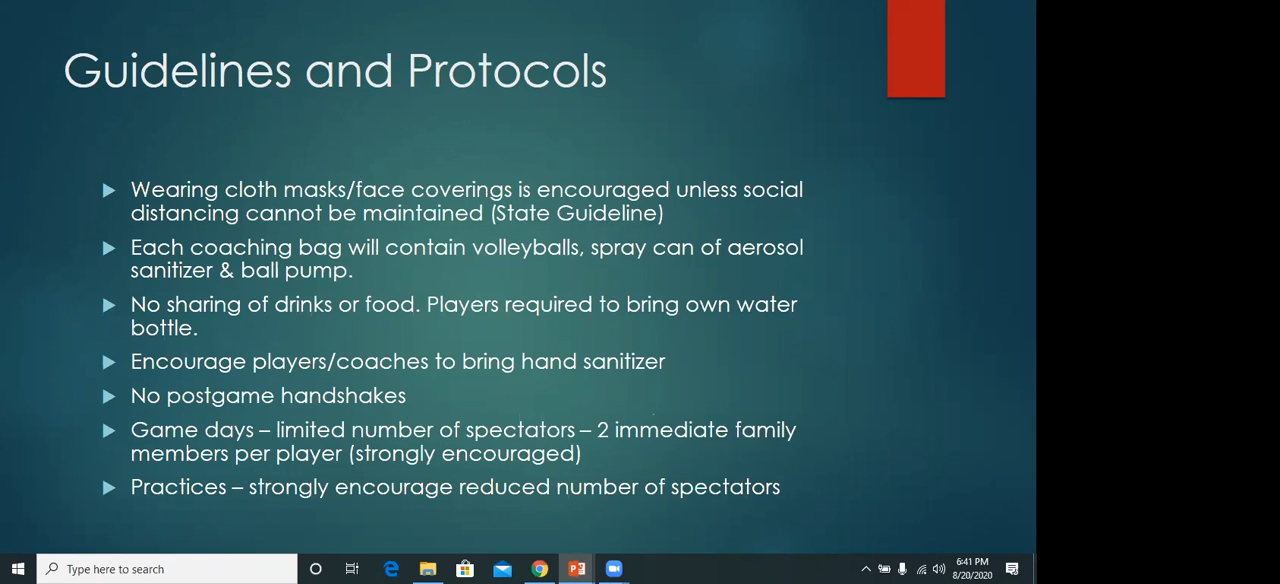 Guidelines and Protocols
Wearing cloth masks/face coverings is encouraged unless social
distancing cannot be maintained (State Guideline)
Each coaching bag will contain volleyballs, spray can of aerosol
sanitizer & ball pump.
No sharing of drinks or food. Players required to bring own water
bottle.
Encourage players/coaches to bring hand sanitizer
No postgame handshakes
Game days – limited number of spectators – 2 immediate family
members per player (strongly encouraged)
Practices – strongly encourage reduced number of spectators
Type here to search
6:41 PM
8/20/2020